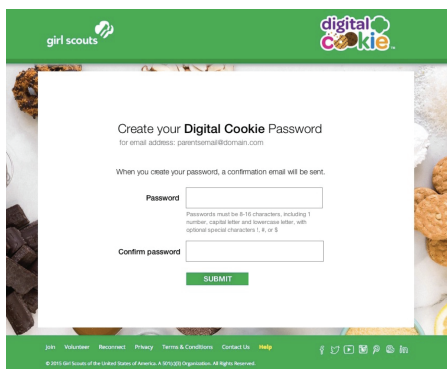 girl scouts
digital
cookie
Create your Digital Cookie Password
for email address: parentsemail@domain.com
When you create your password, a confirmation email will be sent.
Password
Passwords must be 8-16 characters, including 1
number, capital letter and lowercase letter, with
optional special characters !, #, or $
Confirm password
SUBMIT
Join Volunteer Reconnect Privacy Terms & Conditions Contact Us Help
© 2015 Girl Scouts of the United States of America. A 501(c)(3) Organization. All Rights Reserved.